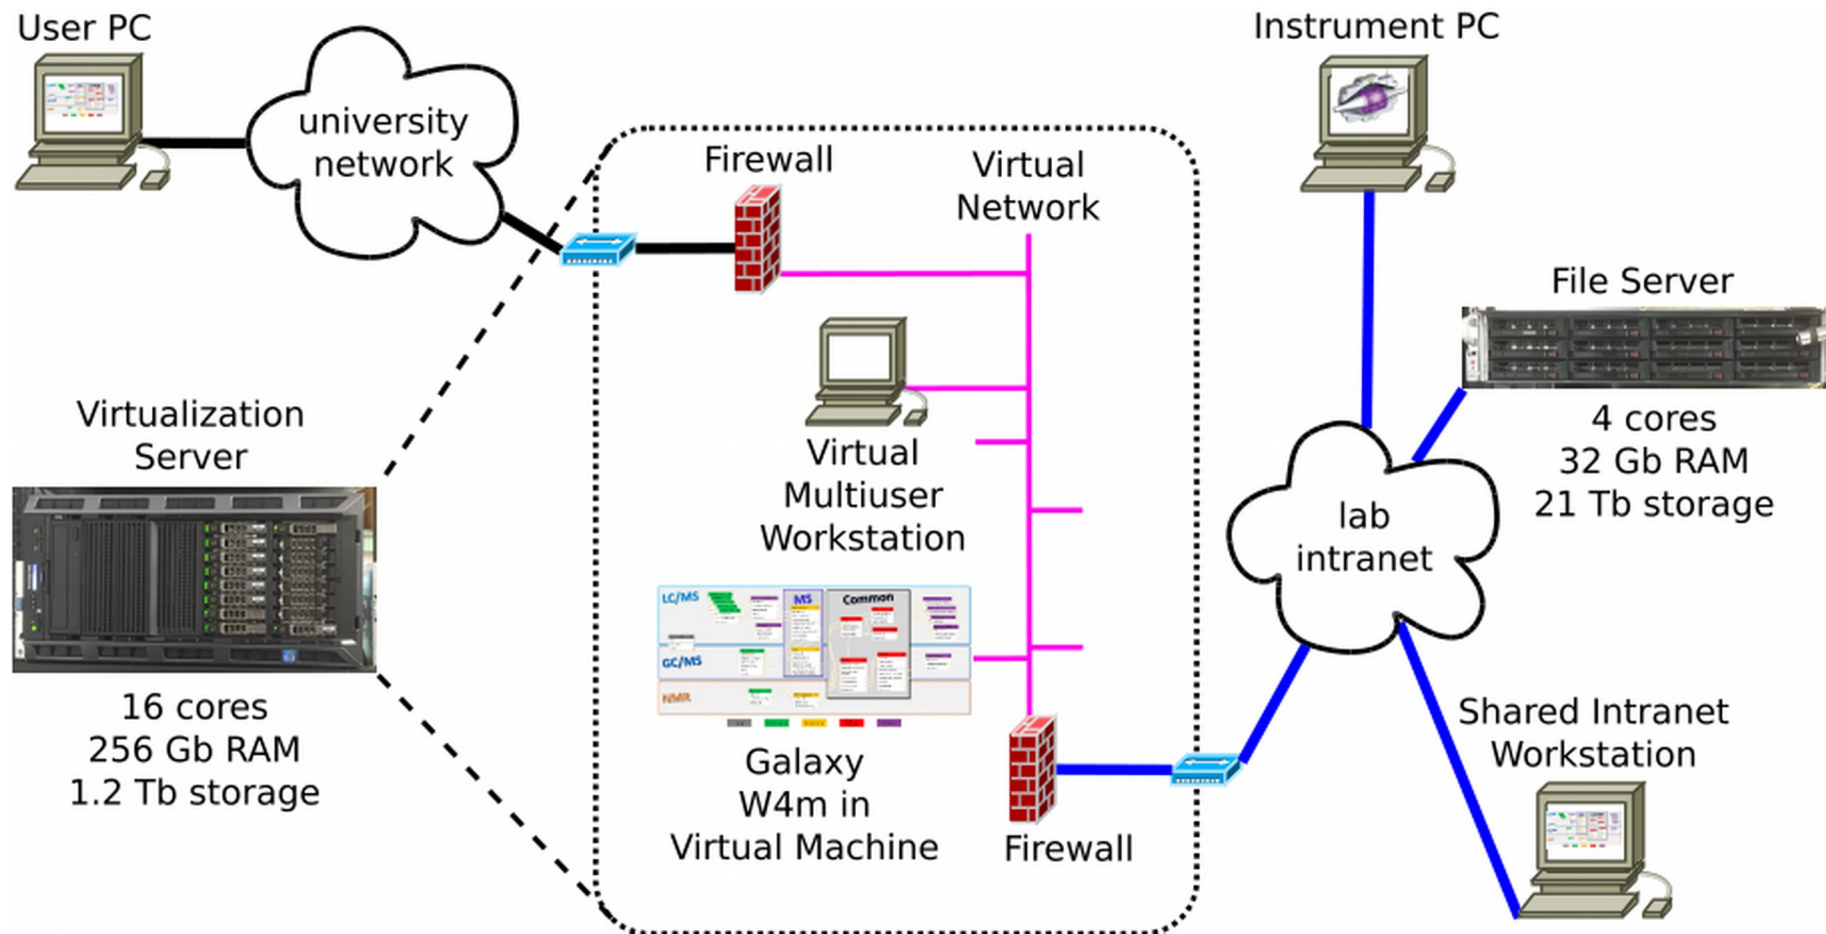 User PC
university
network
Firewall
Virtual
Network
Instrument PC
File Server
4 cores
32 Gb RAM
21 Tb storage
Virtualization
Server
16 cores
256 Gb RAM
1.2 Tb storage
Virtual
Multiuser
Workstation
LC/MS
MS
Common
GC/MS
NMR
Galaxy
W4m in
Virtual Machine
Firewall
lab
intranet
Shared Intranet
Workstation